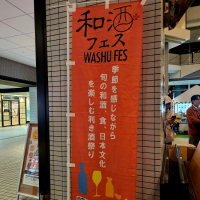 和酒
フェス
WASHU FES
季節を感じながら
旬の和酒、食、日本文化
を楽しむ利き酒祭り